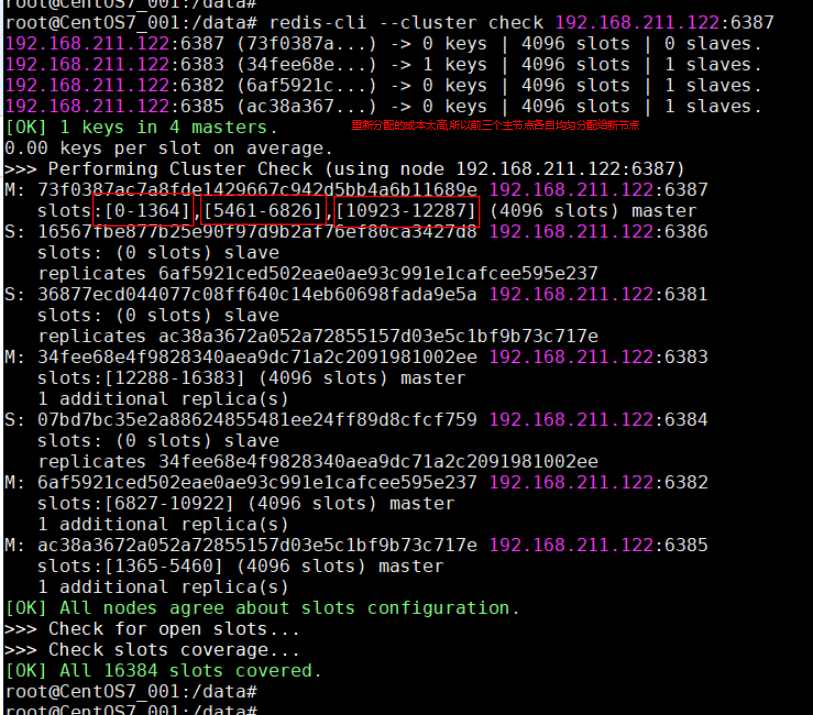 root@CentOS7_001:/data#
root@CentOS7_001:/data# redis-cli --cluster check 192.168.211.122:6387
192.168.211.122:6387 (73f0387a...) -> 0 keys | 4096 slots | 0 slaves.
192.168.211.122:6383 (34fee68e...) -> 1 keys | 4096 slots | 1 slaves.
192.168.211.122:6382 (6af5921c...) -> 0 keys | 4096 slots | 1 slaves.
192.168.211.122:6385 (ac38a367...) -> 0 keys | 4096 slots | 1 slaves.
[OK] 1 keys in 4 masters.
重新分配的成本太高,所以前三个主节点各自均匀分配给新节点
0.00 keys per slot on average.
>>> Performing Cluster Check (using node 192.168.211.122:6387)
M: 73f0387ac7a8fde1429667c942d5bb4a6b11689e 192.168.211.122:6387
slots:[0-1364],[5461-6826],[10923-12287] (4096 slots) master
S: 16567fbe877b25e90f97d9b2af76ef80ca3427d8 192.168.211.122:6386
slots: (0 slots) slave
replicates 6af5921ced502eae0ae93c991e1cafcee595e237
S: 36877ecd044077c08ff640c14eb60698fada9e5a 192.168.211.122:6381
slots: (0 slots) slave
replicates ac38a3672a052a72855157d03e5c1bf9b73c717e
M: 34fee68e4f9828340aea9dc71a2c2091981002ee 192.168.211.122:6383
slots:[12288-16383] (4096 slots) master
1 additional replica(s)
S: 07bd7bc35e2a88624855481ee24ff89d8cfcf759 192.168.211.122:6384
slots: (0 slots) slave
replicates 34fee68e4f9828340aea9dc71a2c2091981002ee
M: 6af5921ced502eae0ae93c991e1cafcee595e237 192.168.211.122:6382
slots:[6827-10922] (4096 slots) master
1 additional replica(s)
M: ac38a3672a052a72855157d03e5c1bf9b73c717e 192.168.211.122:6385
slots:[1365-5460] (4096 slots) master
1 additional replica(s)
[OK] All nodes agree about slots configuration.
>>> Check for open slots...
>>> Check slots coverage...
[OK] All 16384 slots covered.
root@CentOS7_001:/data#
root@CentOS7_001:/data#